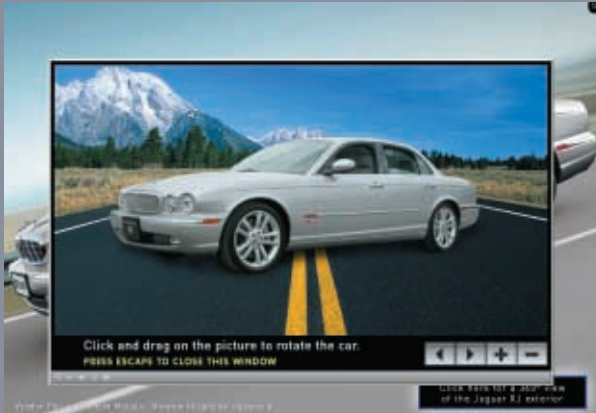 Click and drag on the picture to rotate the car.
PRESS ESCAPE TO CLOSE THIS WINDOW
Click here for a 360° view
of the Jaguar XJ exterior